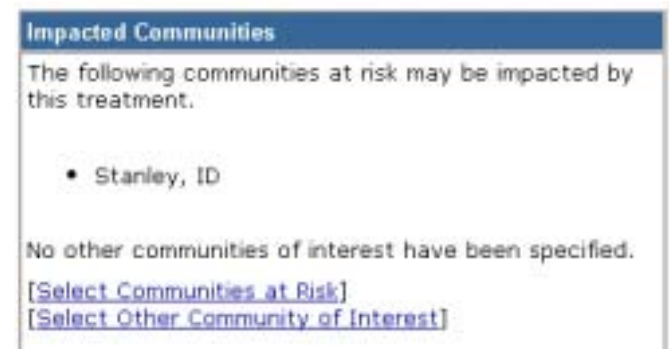 Impacted Communities
The following communities at risk may be impacted by
this treatment.
• Stanley, ID
No other communities of interest have been specified.
[Select Communities at Risk]
[Select Other Community of Interest]